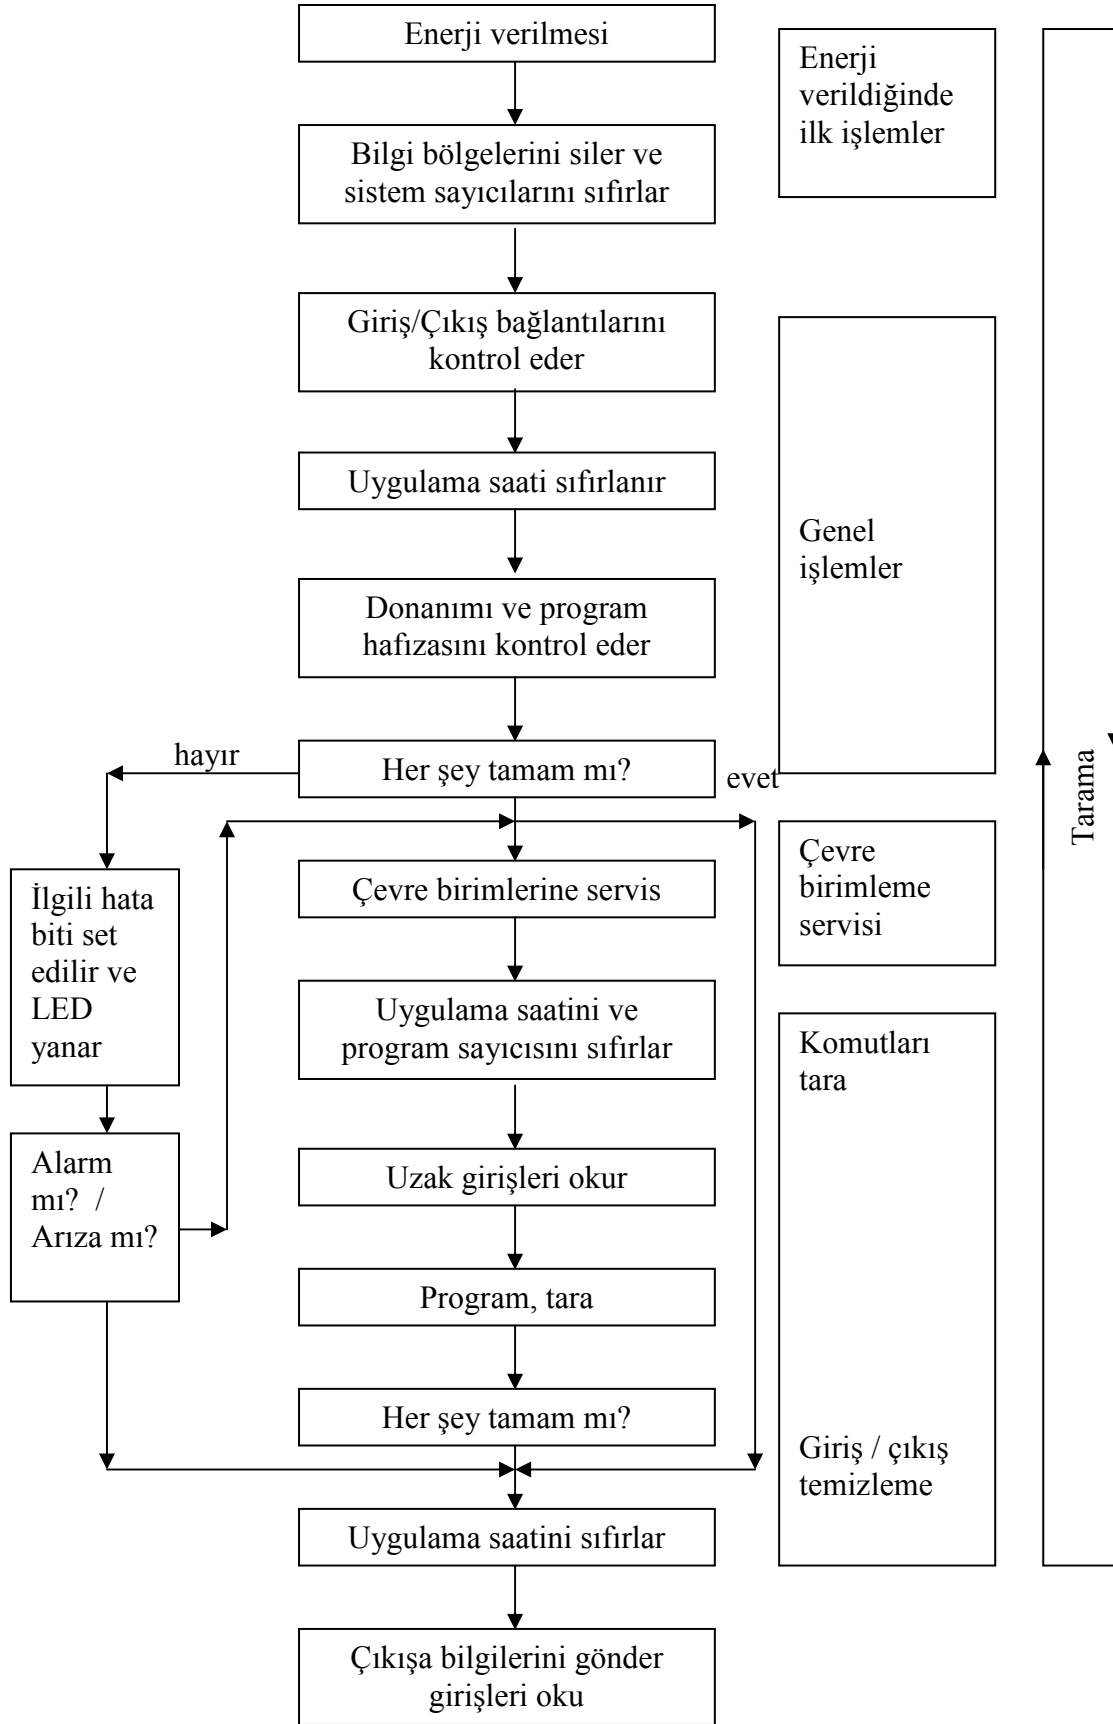 Enerji verilmesi
Enerji
verildiğinde
ilk işlemler
Bilgi bölgelerini siler ve
sistem sayıcılarını sıfırlar
Giriş/Çıkış bağlantılarını
kontrol eder
Uygulama saati sıfırlanır
Genel
işlemler
Donanımı ve program
hafızasını kontrol eder
hayır
Her şey tamam mı?
evet
Tarama
Çevre birimlerine servis
Çevre
birimleme
servisi
İlgili hata
biti set
edilir ve
LED
yanar
Uygulama saatini ve
program sayıcısını sıfırlar
Komutları
tara
Alarm
mı? /
Arıza mı?
Uzak girişleri okur
Program, tara
Her şey tamam mı?
Giriş / çıkış
temizleme
Uygulama saatini sıfırlar
Çıkışa bilgilerini gönder
girişleri oku